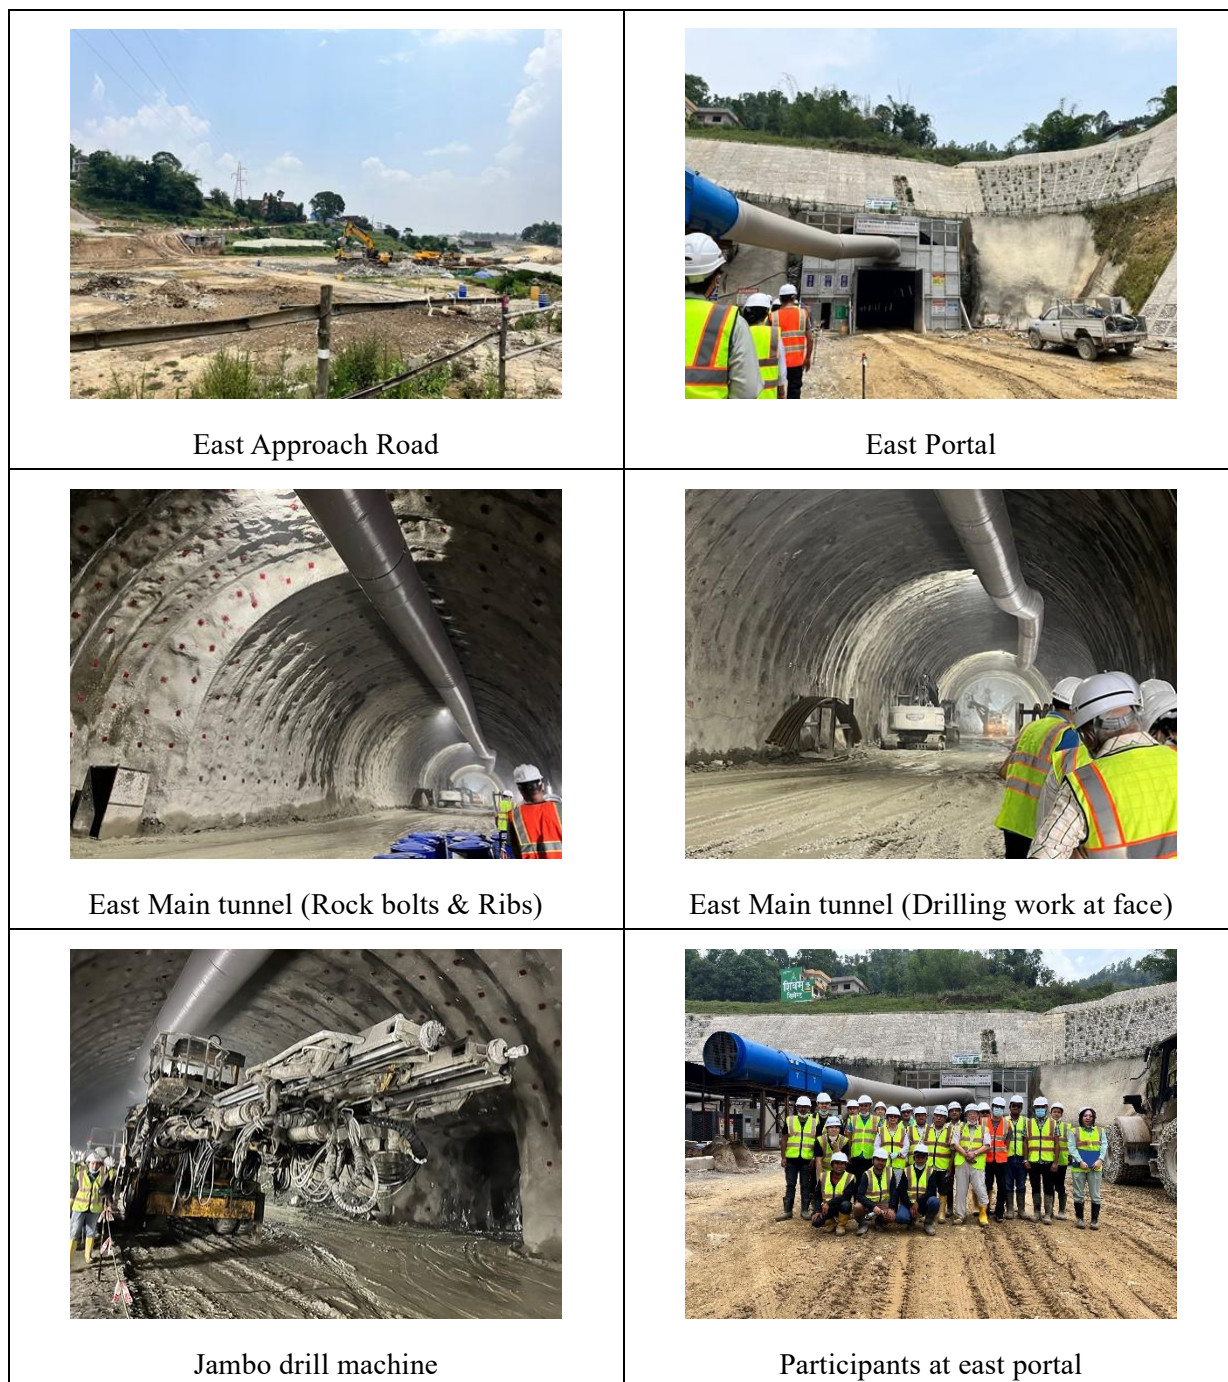 East Approach Road
East Portal
East Main tunnel (Rock bolts & Ribs)
East Main tunnel (Drilling work at face)
शिवम्
सिमेन्ट
Jambo drill machine
Participants at east portal